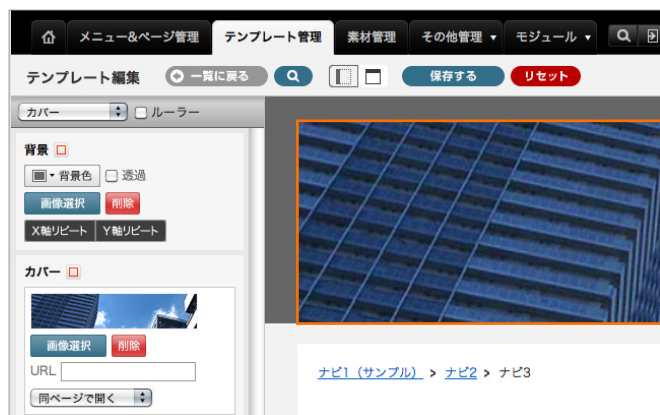 メニュー&ページ管理 テンプレート管理 素材管理 その他管理 ▼ モジュール ▼
テンプレート編集 一覧に戻る 保存する リセット
カバー ルーラー
背景
背景色 透過
画像選択 削除
X軸リピート Y軸リピート
カバー
画像選択 削除
URL
同ページで開く
ナビ1（サンプル） > ナビ2 > ナビ3